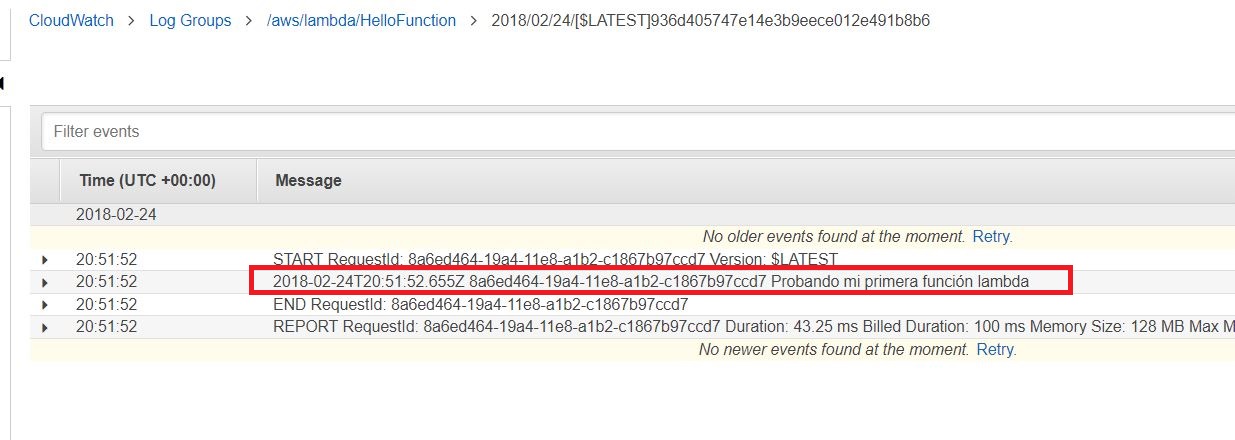 CloudWatch > Log Groups > /aws/lambda/HelloFunction > 2018/02/24/[$LATEST]936d405747e14e3b9eece012e491b8b6
Filter events
Time (UTC +00:00) Message
2018-02-24
No older events found at the moment. Retry.
20:51:52 START RequestId: 8a6ed464-19a4-11e8-a1b2-c1867b97ccd7 Version: $LATEST
20:51:52 2018-02-24T20:51:52.655Z 8a6ed464-19a4-11e8-a1b2-c1867b97ccd7 Probando mi primera función lambda
20:51:52 END RequestId: 8a6ed464-19a4-11e8-a1b2-c1867b97ccd7
20:51:52 REPORT RequestId: 8a6ed464-19a4-11e8-a1b2-c1867b97ccd7 Duration: 43.25 ms Billed Duration: 100 ms Memory Size: 128 MB Max M
No newer events found at the moment. Retry.